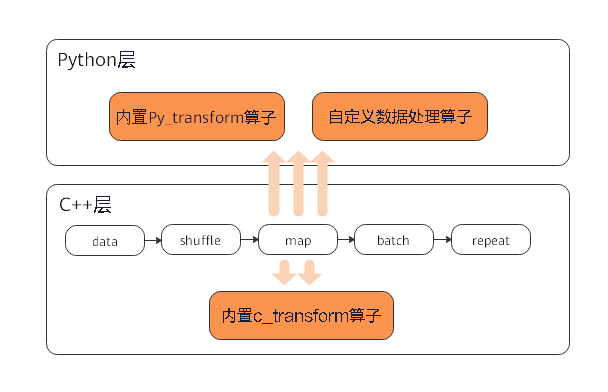 Python层
内置Py_transform算子
自定义数据处理算子
C++层
data
shuffle
map
batch
repeat
内置c_transform算子